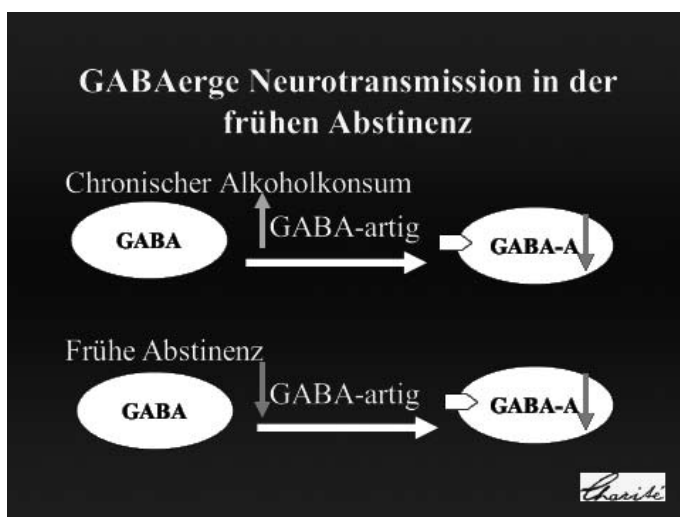 GABAerge Neurotransmission in der
frühen Abstinenz
Chronischer Alkoholkonsum
GABA
GABA-artig
GABA-A
Frühe Abstinenz
GABA
GABA-artig
GABA-A
Charité